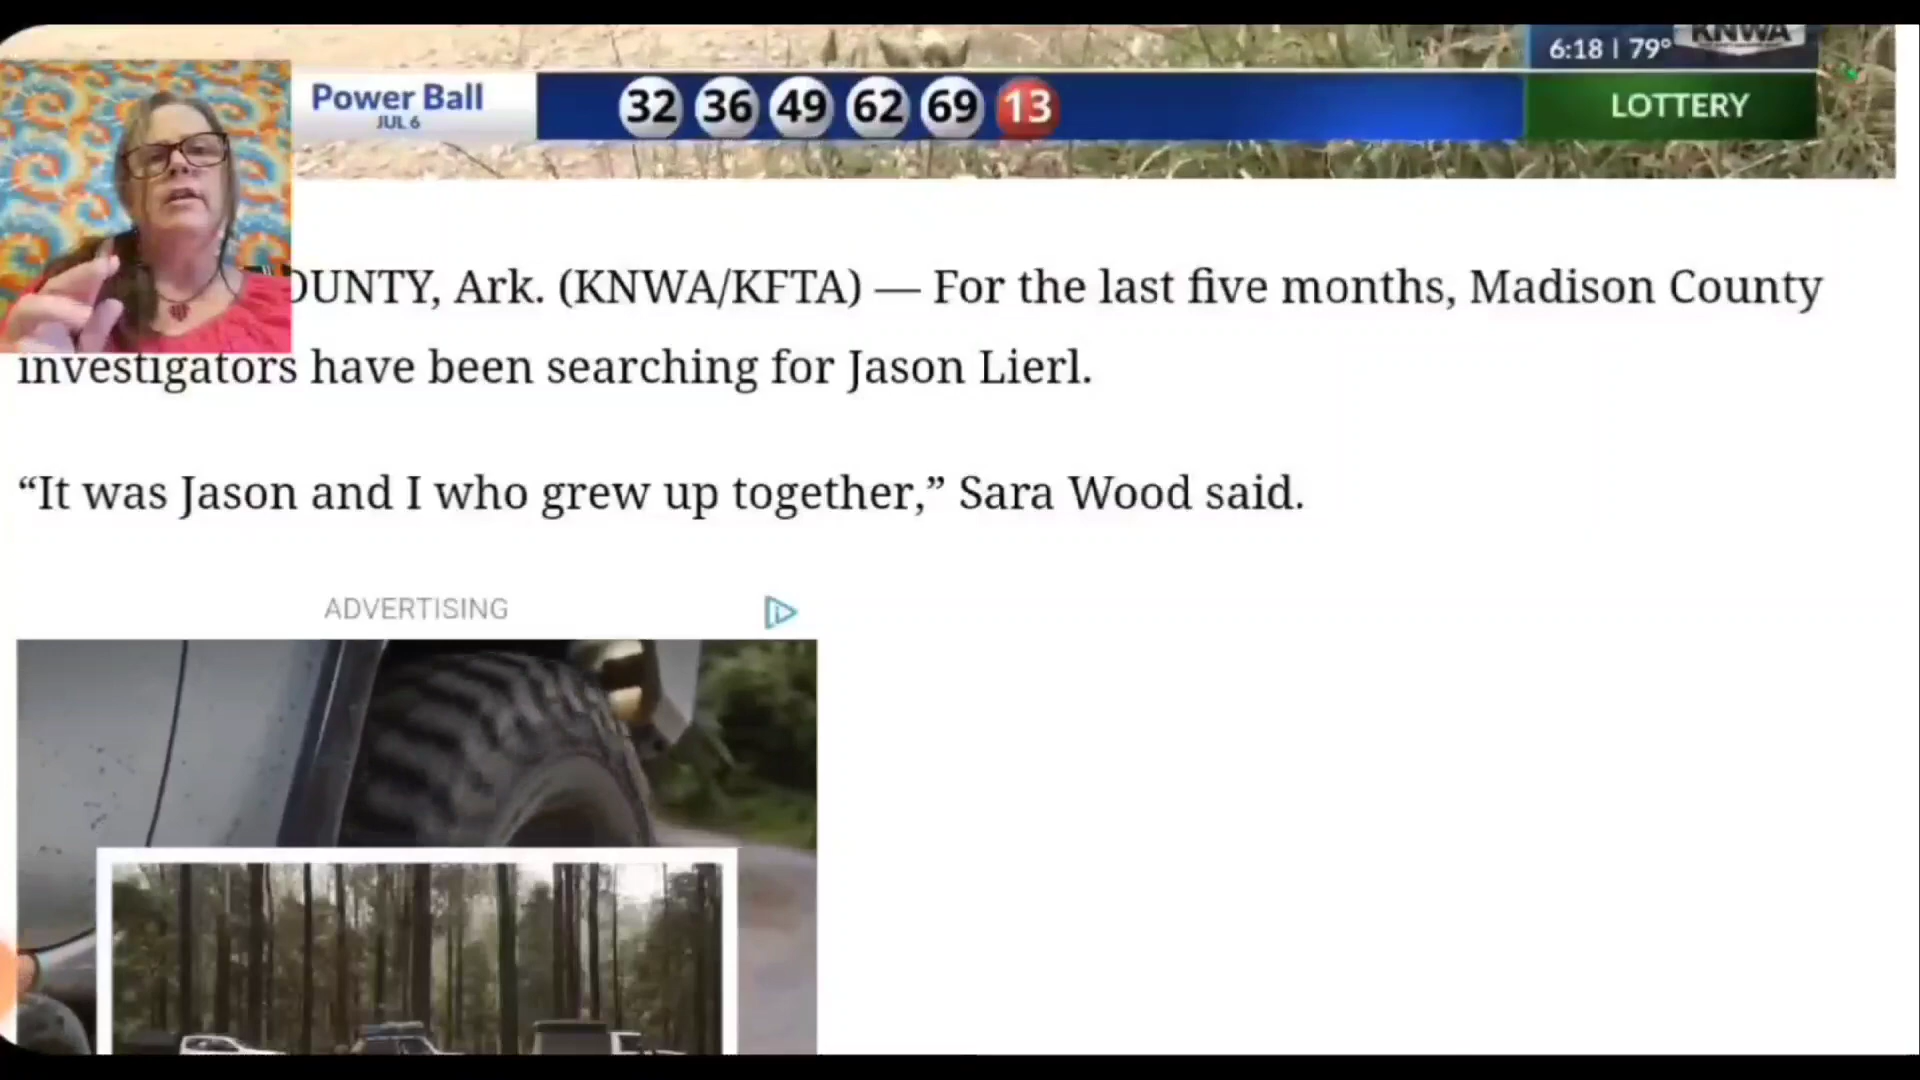 KNWA
6:18 | 79°
Power Ball
JUL 6
32 36 49 62 69 13
LOTTERY
OUNTY, Ark. (KNWA/KFTA) — For the last five months, Madison County
investigators have been searching for Jason Lierl.
“It was Jason and I who grew up together,” Sara Wood said.
ADVERTISING